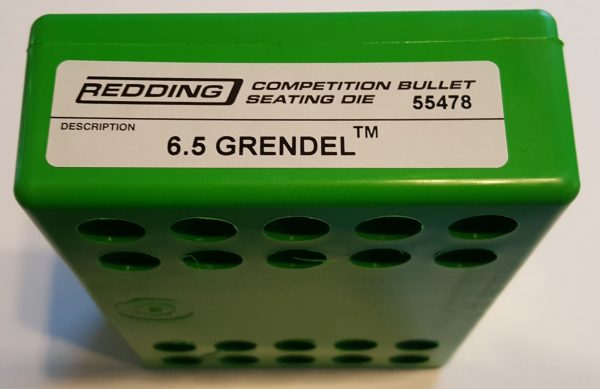 REDDING COMPETITION BULLET
SEATING DIE 55478
DESCRIPTION
6.5 GRENDEL™